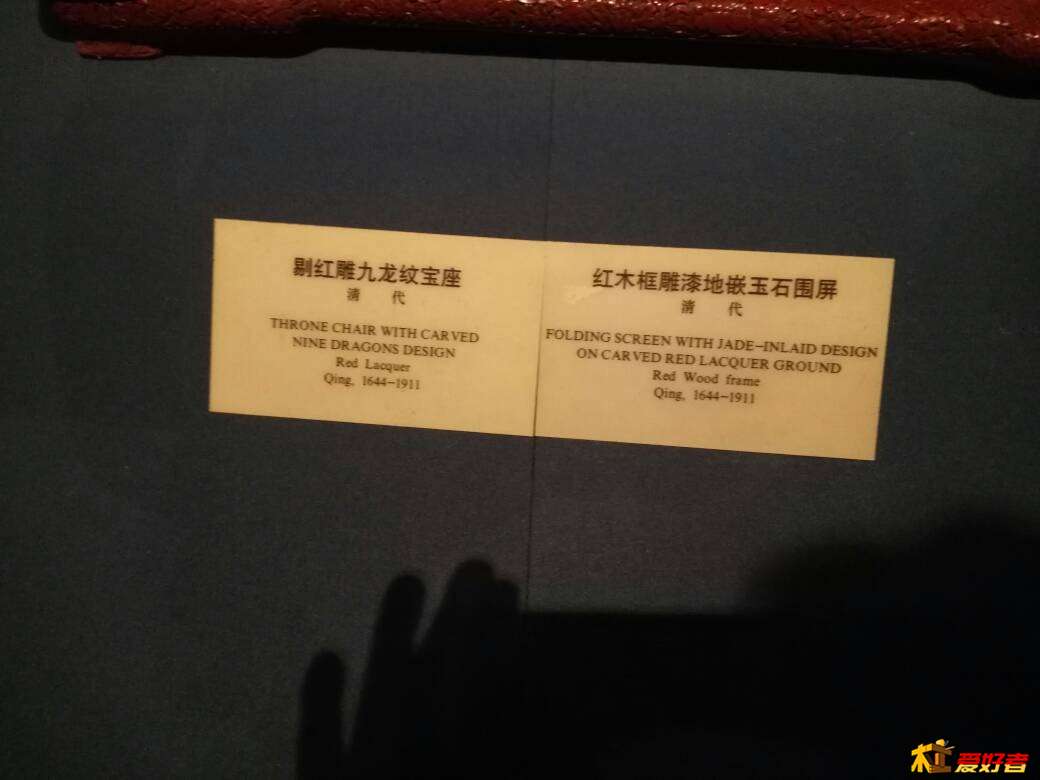 剔红雕九龙纹宝座
清 代
THRONE CHAIR WITH CARVED
NINE DRAGONS DESIGN
Red Lacquer
Qing, 1644-1911
红木框雕漆地嵌玉石围屏
清 代
FOLDING SCREEN WITH JADE-INLAID DESIGN
ON CARVED RED LACQUER GROUND
Red Wood frame
Qing, 1644-1911
爱好者